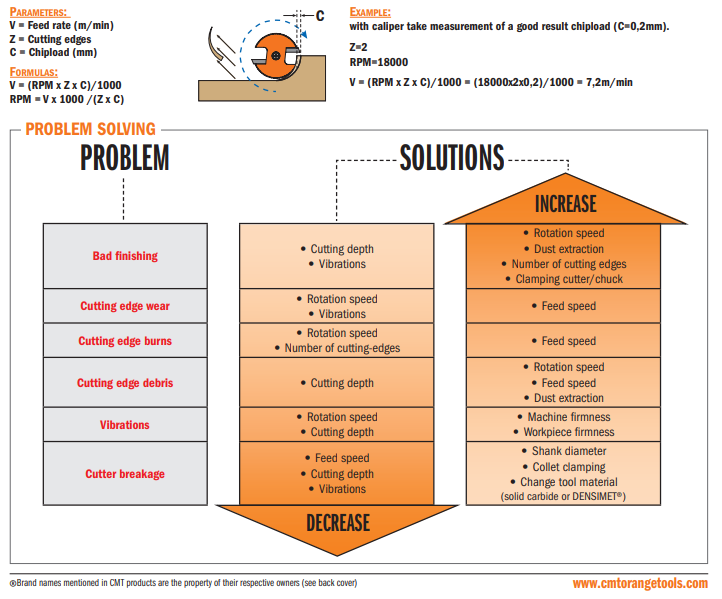 PARAMETERS:
V = Feed rate (m/min)
Z = Cutting edges
C = Chipload (mm)
FORMULAS:
V = (RPM x Z x C)/1000
RPM = V x 1000 /(Z x C)
C
EXAMPLE:
with caliper take measurement of a good result chipload (C=0,2mm).
Z=2
RPM=18000
V = (RPM x Z x C)/1000 = (18000x2x0,2)/1000 = 7,2m/min
PROBLEM SOLVING
PROBLEM
SOLUTIONS
INCREASE
Bad finishing
• Cutting depth
• Vibrations
• Rotation speed
• Dust extraction
• Number of cutting edges
• Clamping cutter/chuck
Cutting edge wear
• Rotation speed
• Vibrations
• Feed speed
Cutting edge burns
• Rotation speed
• Number of cutting-edges
• Feed speed
Cutting edge debris
• Cutting depth
• Rotation speed
• Feed speed
• Dust extraction
Vibrations
• Rotation speed
• Cutting depth
• Machine firmness
• Workpiece firmness
Cutter breakage
• Feed speed
• Cutting depth
• Vibrations
• Shank diameter
• Collet clamping
• Change tool material
(solid carbide or DENSIMET®)
DECREASE
®Brand names mentioned in CMT products are the property of their respective owners (see back cover)
www.cmtorangetools.com